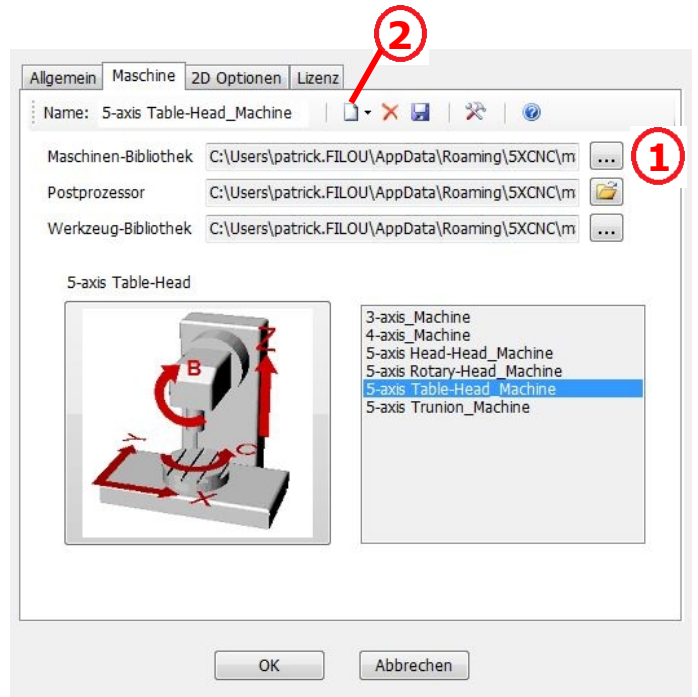 2
Allgemein Maschine 2D Optionen Lizenz
Name: 5-axis Table-Head_Machine
Maschinen-Bibliothek C:\Users\patrick.FILOU\AppData\Roaming\5XCNC\m ... 1
Postprozessor C:\Users\patrick.FILOU\AppData\Roaming\5XCNC\m
Werkzeug-Bibliothek C:\Users\patrick.FILOU\AppData\Roaming\5XCNC\m ...
5-axis Table-Head
Z
B
Y
C
X
3-axis_Machine
4-axis_Machine
5-axis Head-Head_Machine
5-axis Rotary-Head_Machine
5-axis Table-Head_Machine
5-axis Trunion_Machine
OK Abbrechen